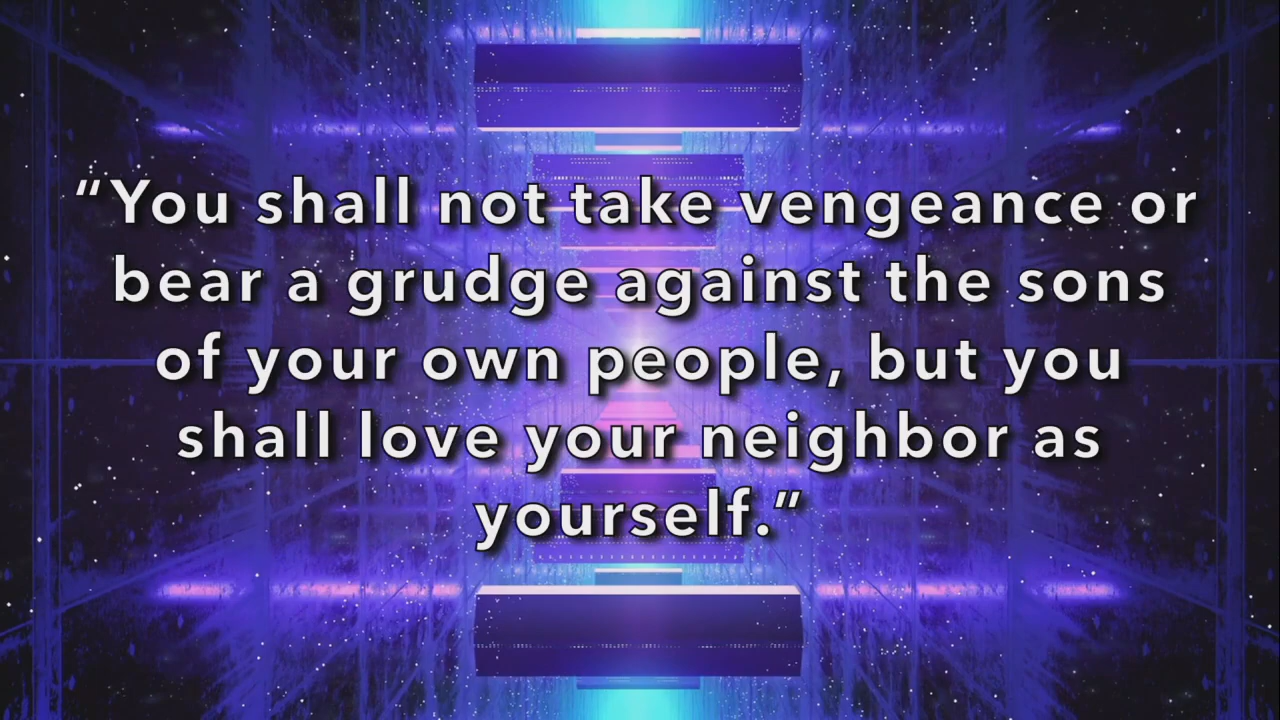 “You shall not take vengeance or
bear a grudge against the sons
of your own people, but you
shall love your neighbor as
yourself.”